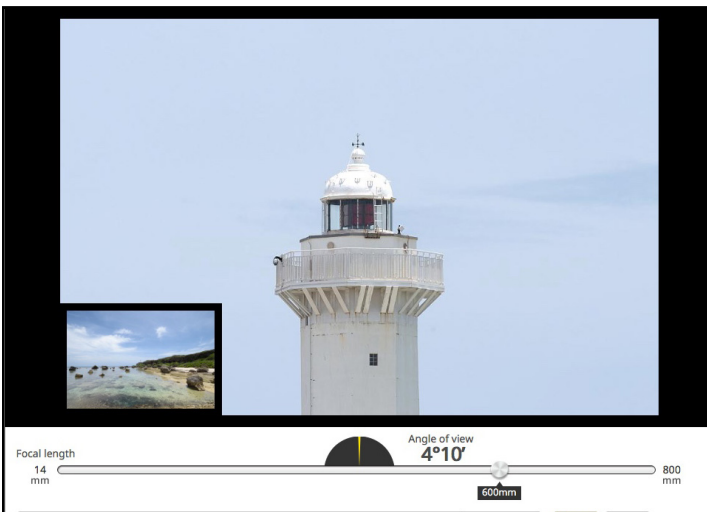 Focal length
Angle of view
4°10′
14
mm
800
mm
600mm